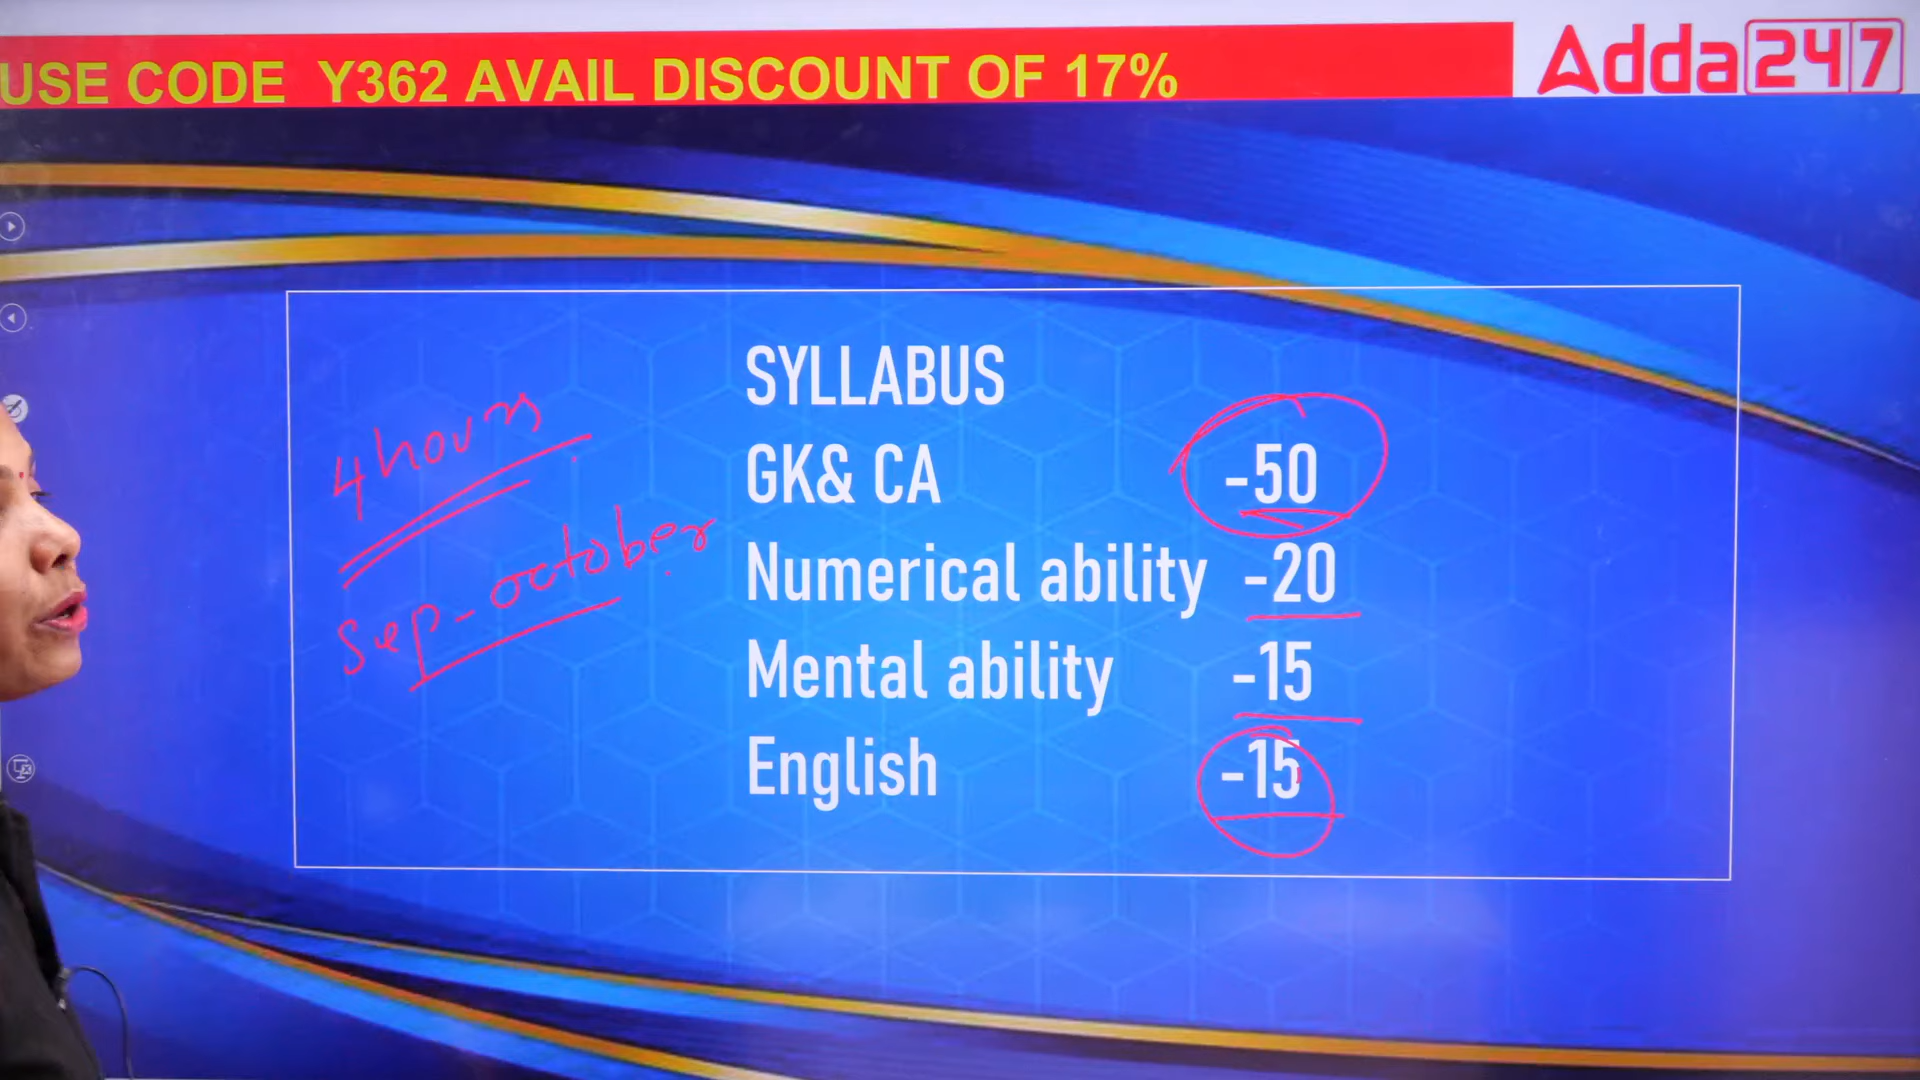 USE CODE Y362 AVAIL DISCOUNT OF 17%
Adda247
SYLLABUS
GK& CA -50
Numerical ability -20
Mental ability -15
English -15
4 hours
Sep-october